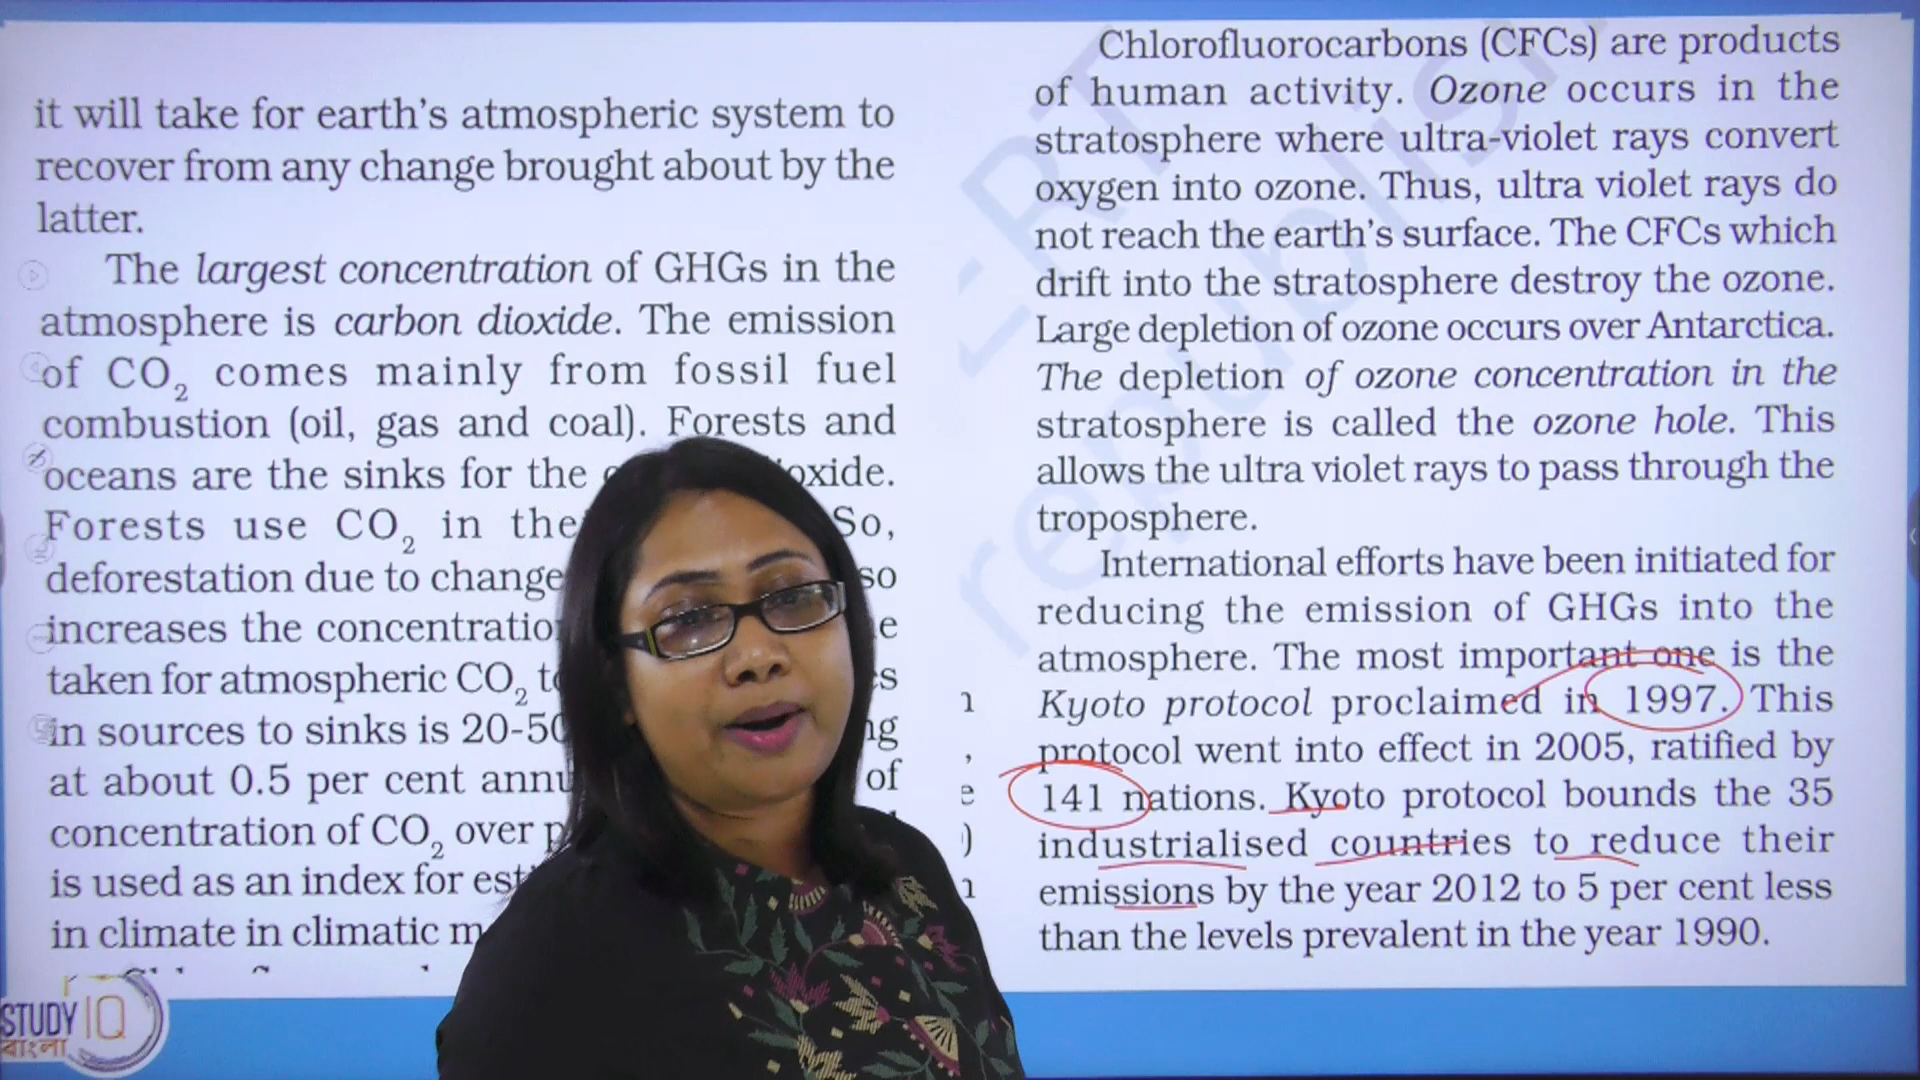 it will take for earth's atmospheric system to
recover from any change brought about by the
latter.
The largest concentration of GHGs in the
atmosphere is carbon dioxide. The emission
of CO₂ comes mainly from fossil fuel
combustion (oil, gas and coal). Forests and
oceans are the sinks for the
Forests use CO₂ in So,
deforestation due to
increases the
taken for atmospheric CO₂
in sources to sinks is
at about 0.5 per cent of
concentration of CO₂ over
is used as an index for
in climate in climatic
Chlorofluorocarbons (CFCs) are products
of human activity. Ozone occurs in the
stratosphere where ultra-violet rays convert
oxygen into ozone. Thus, ultra violet rays do
not reach the earth's surface. The CFCs which
drift into the stratosphere destroy the ozone.
Large depletion of ozone occurs over Antarctica.
The depletion of ozone concentration in the
stratosphere is called the ozone hole. This
allows the ultra violet rays to pass through the
troposphere.
International efforts have been initiated for
reducing the emission of GHGs into the
atmosphere. The most important one is the
Kyoto protocol proclaimed in 1997. This
protocol went into effect in 2005, ratified by
141 nations. Kyoto protocol bounds the 35
industrialised countries to reduce their
emissions by the year 2012 to 5 per cent less
than the levels prevalent in the year 1990.
STUDY IQ
বাংলা